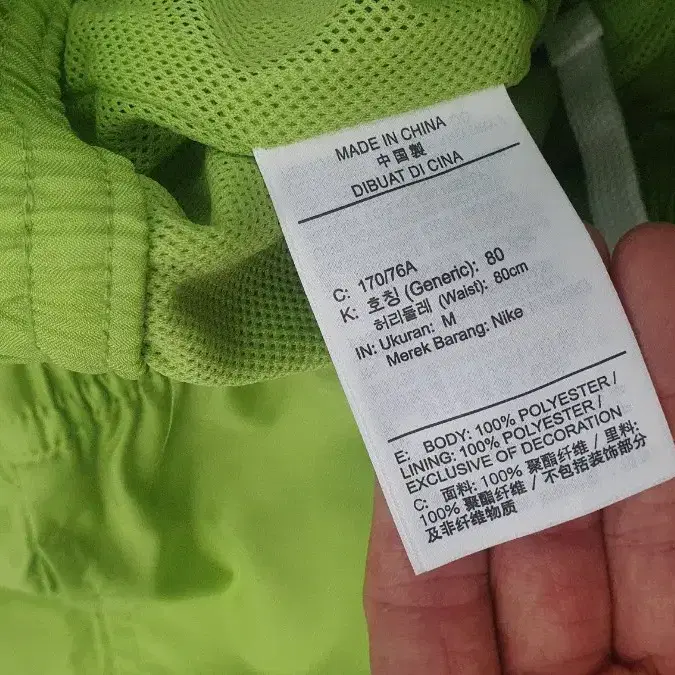 MADE IN CHINA
中国製
DIBUAT DI CINA
C: 170/76A
K: 호칭 (Generic): 80
허리둘레 (Waist): 80cm
IN: Ukuran: M
Merek Barang: Nike
E: BODY: 100% POLYESTER /
LINING: 100% POLYESTER /
EXCLUSIVE OF DECORATION
C: 面料: 100% 聚酯纤维 / 里料:
100% 聚酯纤维 / 不包括装饰部分
及非纤维物质